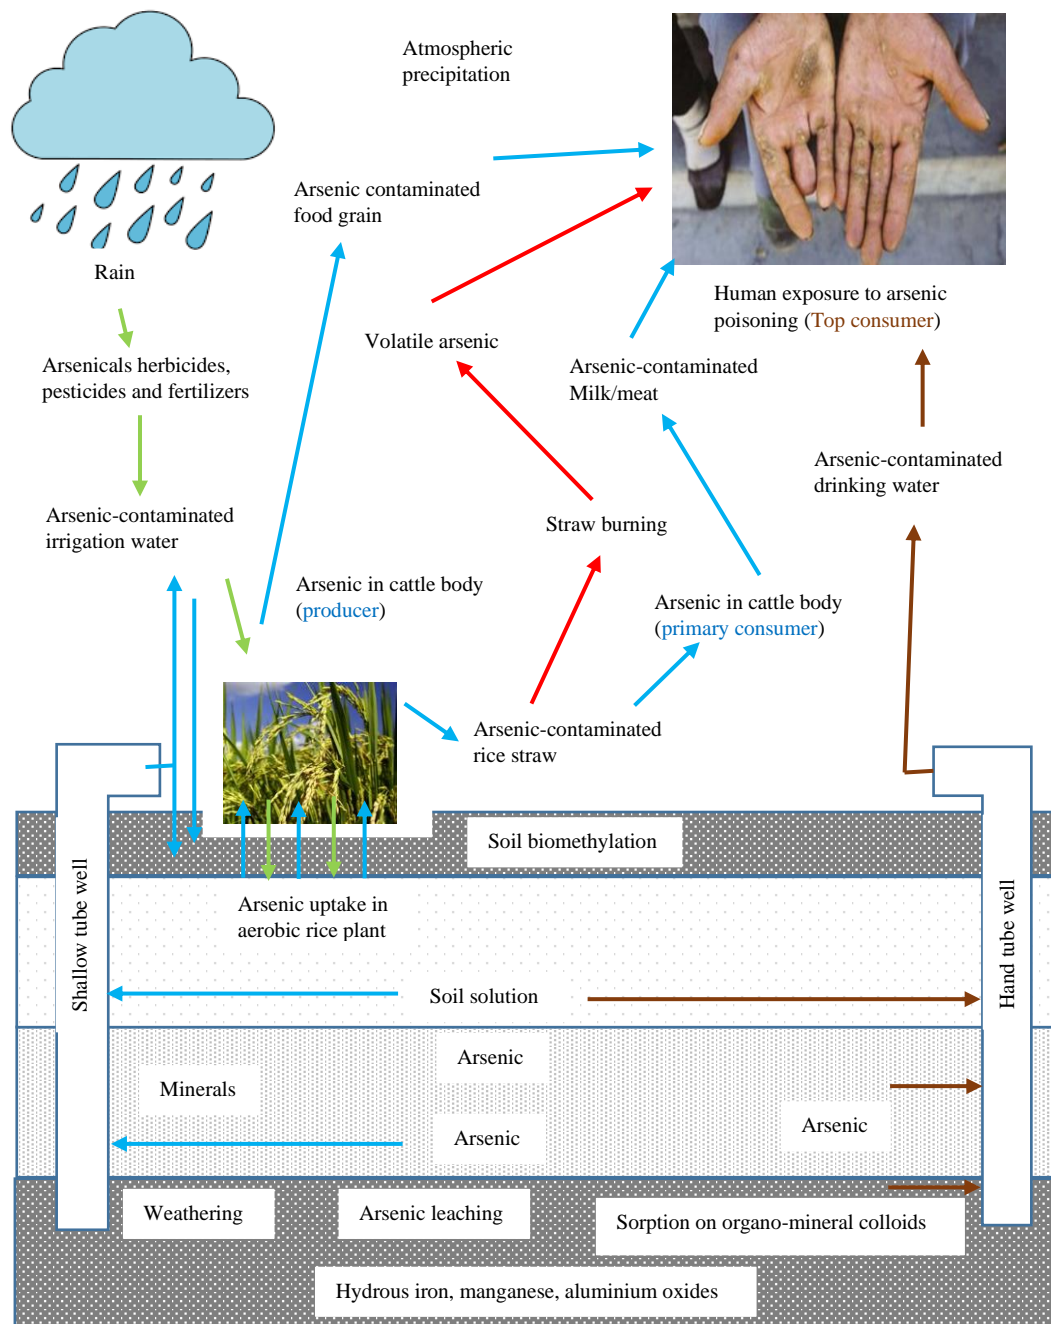 Atmospheric
precipitation
Arsenic contaminated
food grain
Rain
Human exposure to arsenic
poisoning (Top consumer)
Volatile arsenic
Arsenicals herbicides,
pesticides and fertilizers
Arsenic-contaminated
Milk/meat
Arsenic-contaminated
drinking water
Arsenic-contaminated
irrigation water
Straw burning
Arsenic in cattle body
(producer)
Arsenic in cattle body
(primary consumer)
Arsenic-contaminated
rice straw
Soil biomethylation
Shallow tube well
Hand tube well
Arsenic uptake in
aerobic rice plant
Soil solution
Arsenic
Minerals
Arsenic
Arsenic
Weathering
Arsenic leaching
Sorption on organo-mineral colloids
Hydrous iron, manganese, aluminium oxides